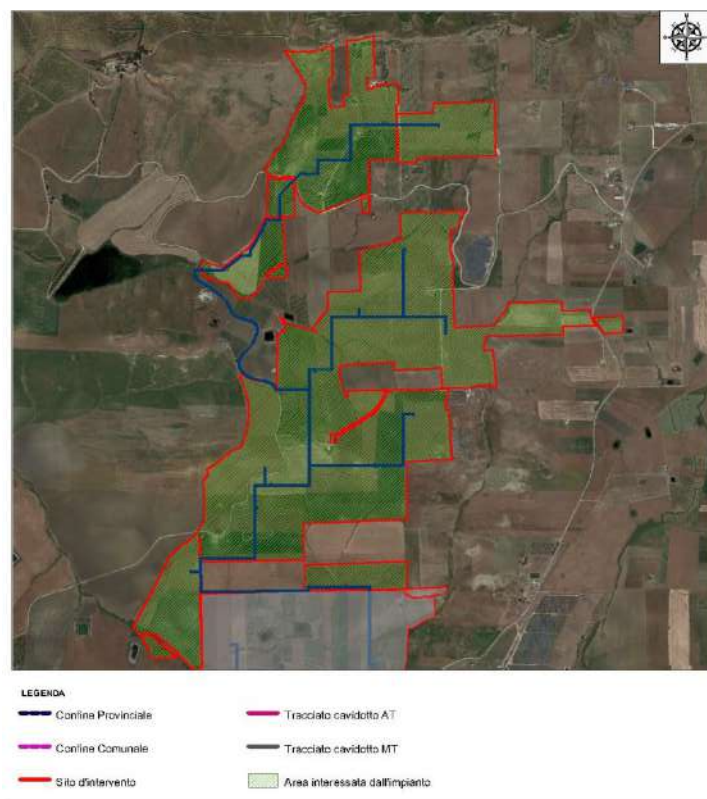 LEGENDA
Confine Provinciale
Tracciato cavidotto AT
Confine Comunale
Tracciato cavidotto MT
Sito d'intervento
Area interessata dall'impianto